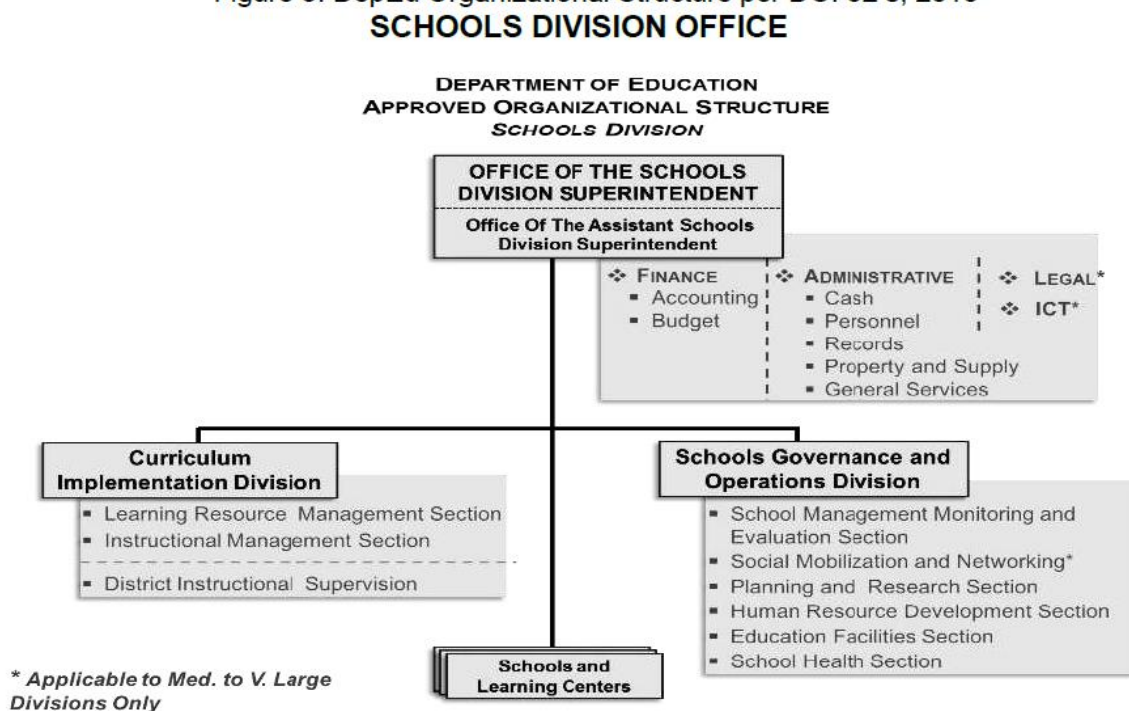 SCHOOLS DIVISION OFFICE
DEPARTMENT OF EDUCATION
APPROVED ORGANIZATIONAL STRUCTURE
SCHOOLS DIVISION
OFFICE OF THE SCHOOLS
DIVISION SUPERINTENDENT
Office Of The Assistant Schools
Division Superintendent
❖ FINANCE
▪ Accounting
▪ Budget
❖ ADMINISTRATIVE
▪ Cash
▪ Personnel
▪ Records
▪ Property and Supply
▪ General Services
❖ LEGAL*
❖ ICT*
Curriculum
Implementation Division
▪ Learning Resource Management Section
▪ Instructional Management Section
▪ District Instructional Supervision
Schools Governance and
Operations Division
▪ School Management Monitoring and
Evaluation Section
▪ Social Mobilization and Networking*
▪ Planning and Research Section
▪ Human Resource Development Section
▪ Education Facilities Section
▪ School Health Section
Schools and
Learning Centers
* Applicable to Med. to V. Large
Divisions Only